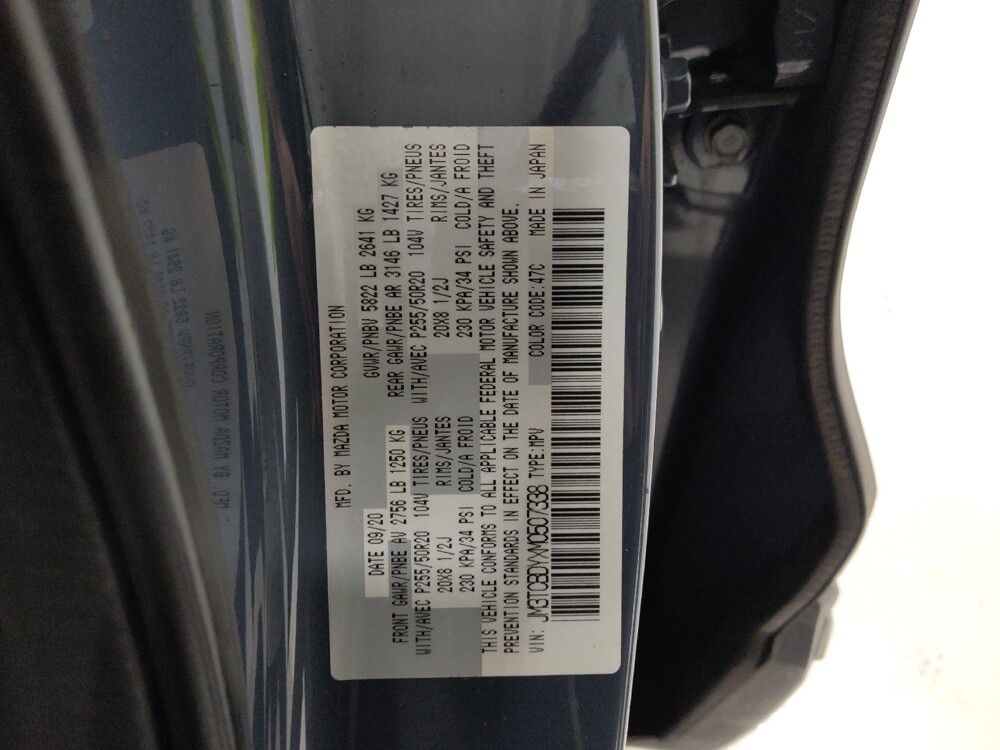 MFD. BY MAZDA MOTOR CORPORATION
DATE 09/20 GVWR/PNBV 5822 LB 2641 KG
FRONT GAWR/PNBE AV 2756 LB 1250 KG REAR GAWR/PNBE AR 3146 LB 1427 KG
WITH/AVEC P255/50R20 104V TIRES/PNEUS WITH/AVEC P255/50R20 104V TIRES/PNEUS
20X8 1/2J RIMS/JANTES 20X8 1/2J RIMS/JANTES
230 KPA/34 PSI COLD/A FROID 230 KPA/34 PSI COLD/A FROID
THIS VEHICLE CONFORMS TO ALL APPLICABLE FEDERAL MOTOR VEHICLE SAFETY AND THEFT
PREVENTION STANDARDS IN EFFECT ON THE DATE OF MANUFACTURE SHOWN ABOVE.
VIN: JM3TCBDYXM0507338 TYPE:MPV COLOR CODE:47C MADE IN JAPAN